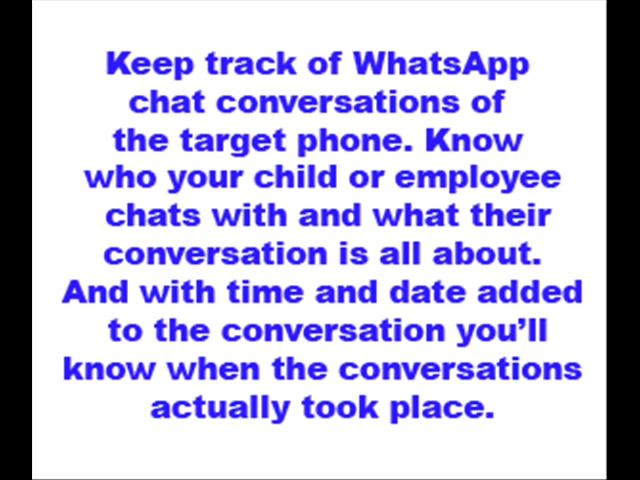 Keep track of WhatsApp
chat conversations of
the target phone. Know
who your child or employee
chats with and what their
conversation is all about.
And with time and date added
to the conversation you’ll
know when the conversations
actually took place.